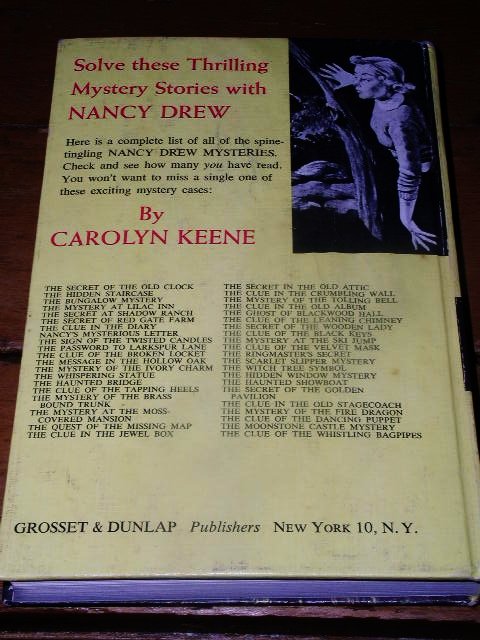 Solve these Thrilling
Mystery Stories with
NANCY DREW
Here is a complete list of all of the spine-
tingling NANCY DREW MYSTERIES.
Check and see how many you have read.
You won't want to miss a single one of
these exciting mystery cases:
By
CAROLYN KEENE
THE SECRET OF THE OLD CLOCK
THE HIDDEN STAIRCASE
THE BUNGALOW MYSTERY
THE MYSTERY AT LILAC INN
THE SECRET AT SHADOW RANCH
THE SECRET OF RED GATE FARM
THE CLUE IN THE DIARY
NANCY'S MYSTERIOUS LETTER
THE SIGN OF THE TWISTED CANDLES
THE PASSWORD TO LARKSPUR LANE
THE CLUE OF THE BROKEN LOCKET
THE MESSAGE IN THE HOLLOW OAK
THE MYSTERY OF THE IVORY CHARM
THE WHISPERING STATUE
THE HAUNTED BRIDGE
THE CLUE OF THE TAPPING HEELS
THE MYSTERY OF THE BRASS
BOUND TRUNK
THE MYSTERY AT THE MOSS-
COVERED MANSION
THE QUEST OF THE MISSING MAP
THE CLUE IN THE JEWEL BOX
THE SECRET IN THE OLD ATTIC
THE CLUE IN THE CRUMBLING WALL
THE MYSTERY OF THE TOLLING BELL
THE CLUE IN THE OLD ALBUM
THE GHOST OF BLACKWOOD HALL
THE CLUE OF THE LEANING CHIMNEY
THE SECRET OF THE WOODEN LADY
THE CLUE OF THE BLACK KEYS
THE MYSTERY AT THE SKI JUMP
THE CLUE OF THE VELVET MASK
THE RINGMASTER'S SECRET
THE SCARLET SLIPPER MYSTERY
THE WITCH TREE SYMBOL
THE HIDDEN WINDOW MYSTERY
THE HAUNTED SHOWBOAT
THE SECRET OF THE GOLDEN
PAVILION
THE CLUE IN THE OLD STAGECOACH
THE MYSTERY OF THE FIRE DRAGON
THE CLUE OF THE DANCING PUPPET
THE MOONSTONE CASTLE MYSTERY
THE CLUE OF THE WHISTLING BAGPIPES
GROSSET & DUNLAP Publishers NEW YORK 10, N. Y.